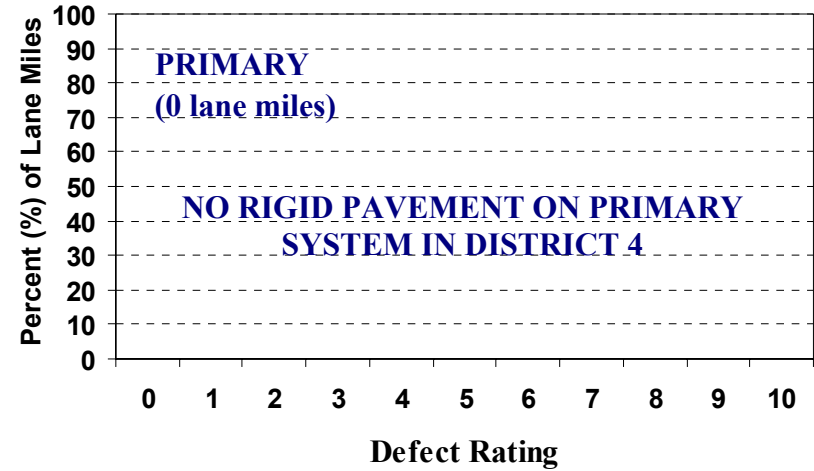 100
90
80
70
60
50
40
30
20
10
0
Percent (%) of Lane Miles
PRIMARY
(0 lane miles)
NO RIGID PAVEMENT ON PRIMARY
SYSTEM IN DISTRICT 4
0 1 2 3 4 5 6 7 8 9 10
Defect Rating